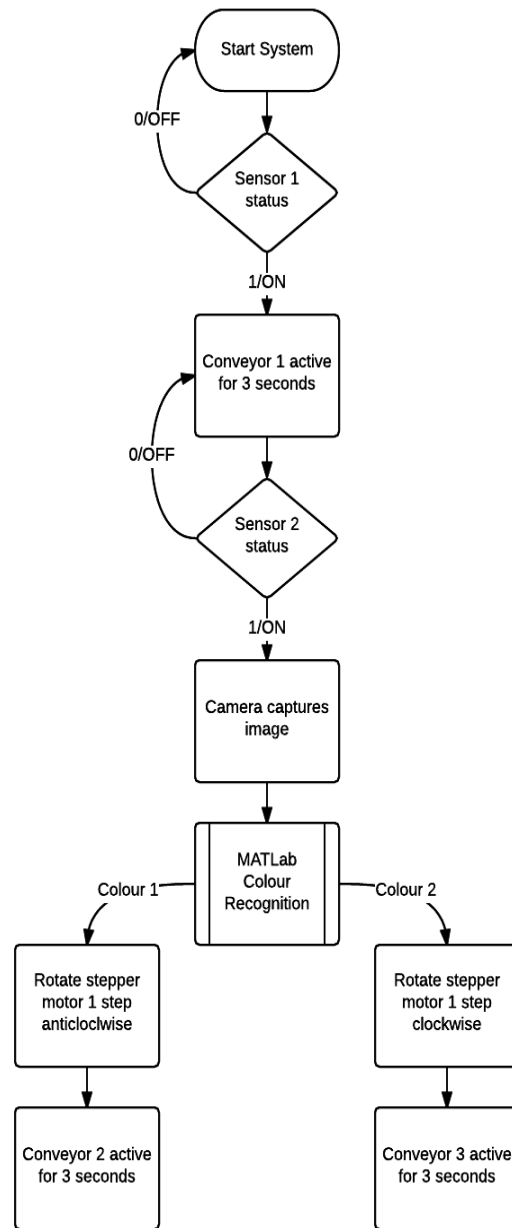 Start System
0/OFF
Sensor 1
status
1/ON
Conveyor 1 active
for 3 seconds
0/OFF
Sensor 2
status
1/ON
Camera captures
image
MATLab
Colour
Recognition
Colour 1
Colour 2
Rotate stepper
motor 1 step
anticloclwise
Rotate stepper
motor 1 step
clockwise
Conveyor 2 active
for 3 seconds
Conveyor 3 active
for 3 seconds